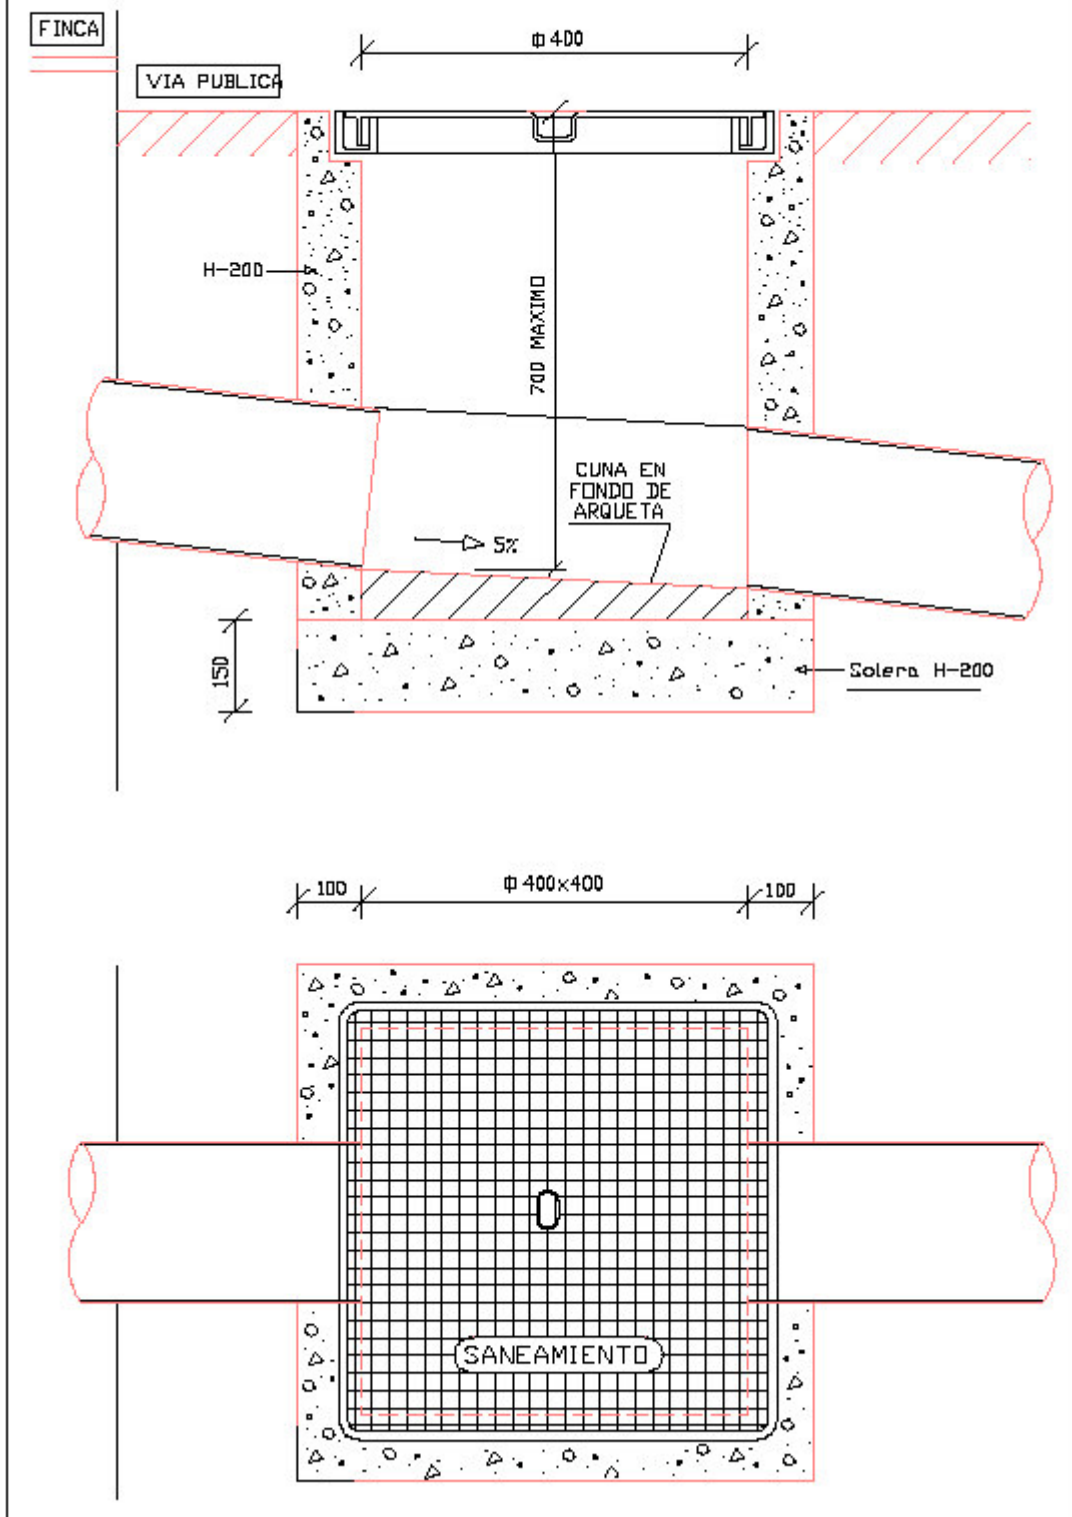 FINCA
Φ 400
VIA PUBLICA
H-200
700 MAXIMO
CUNA EN
FONDO DE
ARQUETA
5%
150
Solera H-200
100
Φ 400x400
100
SANEAMIENTO